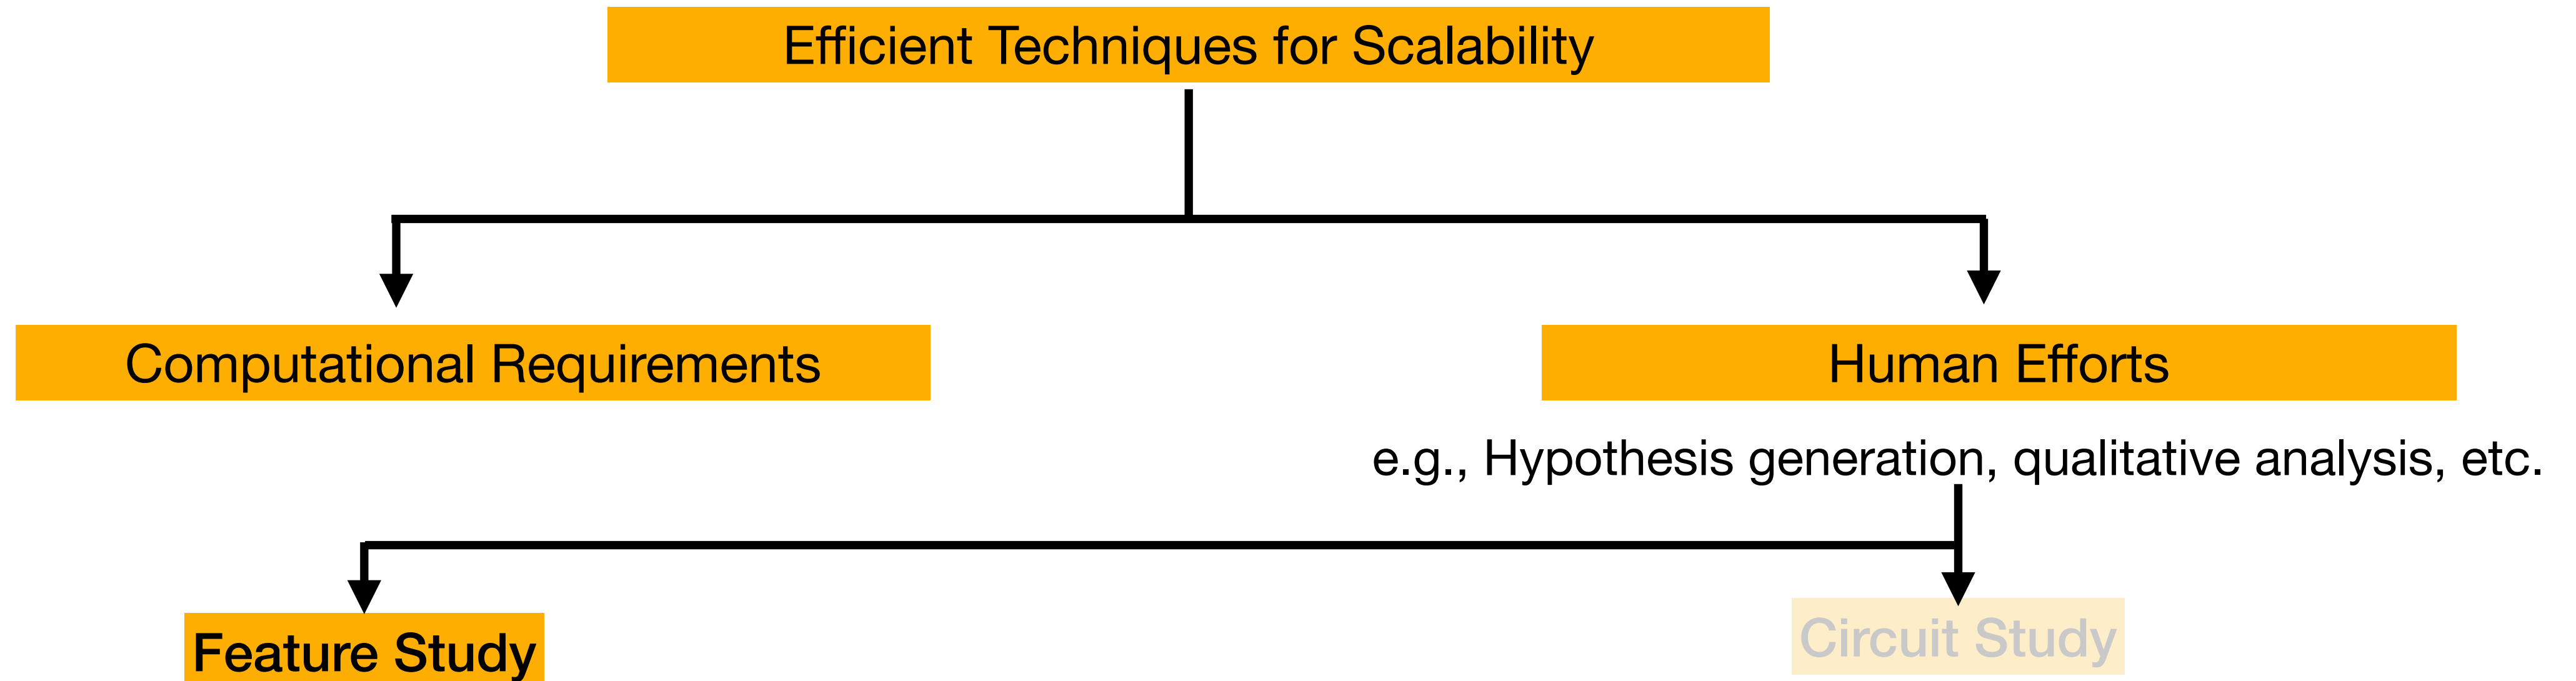 Efficient Techniques for Scalability
Computational Requirements
Human Efforts
e.g., Hypothesis generation, qualitative analysis, etc.
Feature Study
Circuit Study